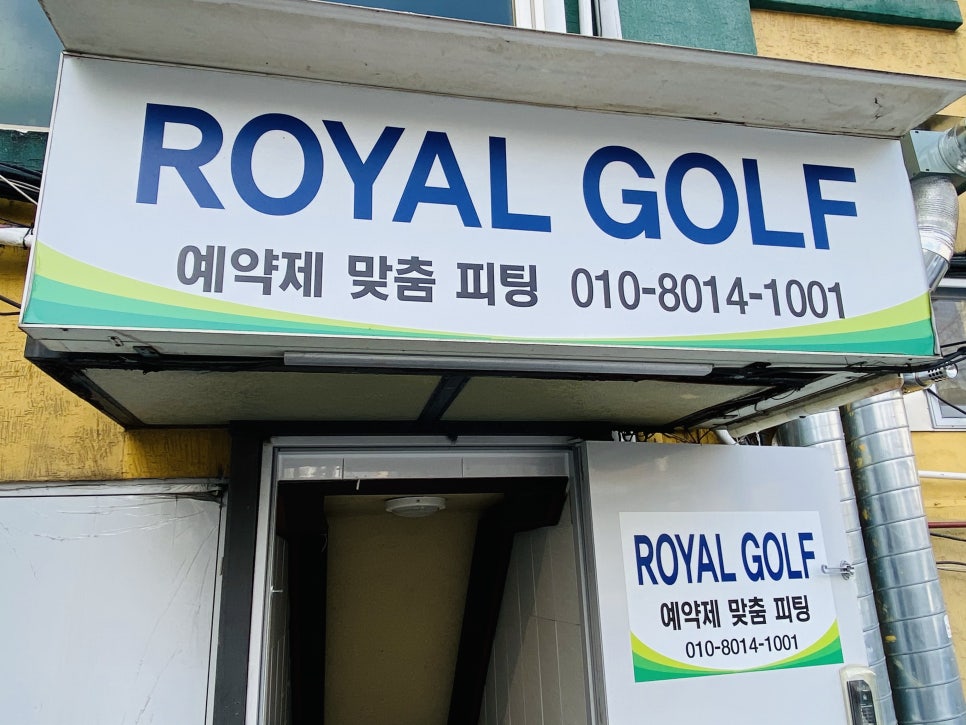 ROYAL GOLF
예약제 맞춤 피팅 010-8014-1001
ROYAL GOLF
예약제 맞춤 피팅
010-8014-1001